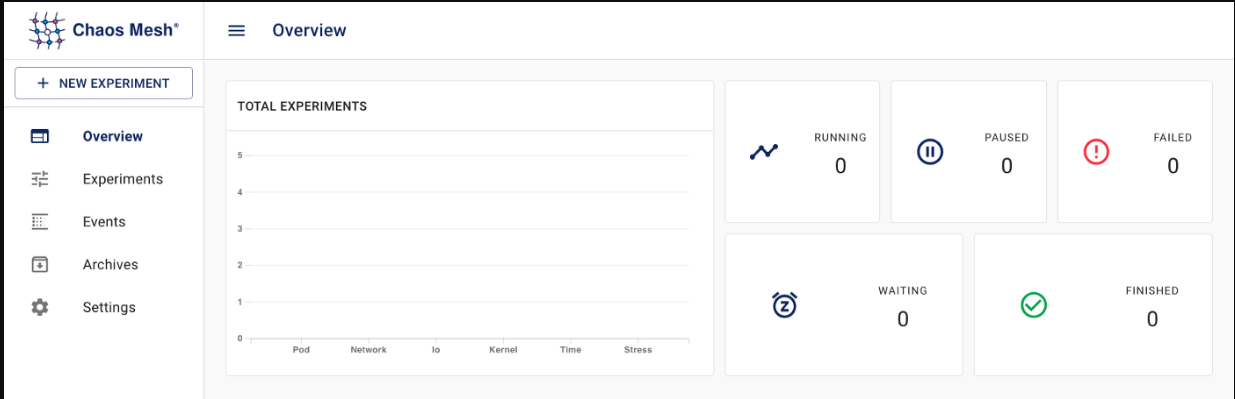 Chaos Mesh®
Overview
+ NEW EXPERIMENT
Overview
Experiments
Events
Archives
Settings
TOTAL EXPERIMENTS
5
4
3
2
1
0
Pod Network Io Kernel Time Stress
RUNNING
0
PAUSED
0
FAILED
0
WAITING
0
FINISHED
0